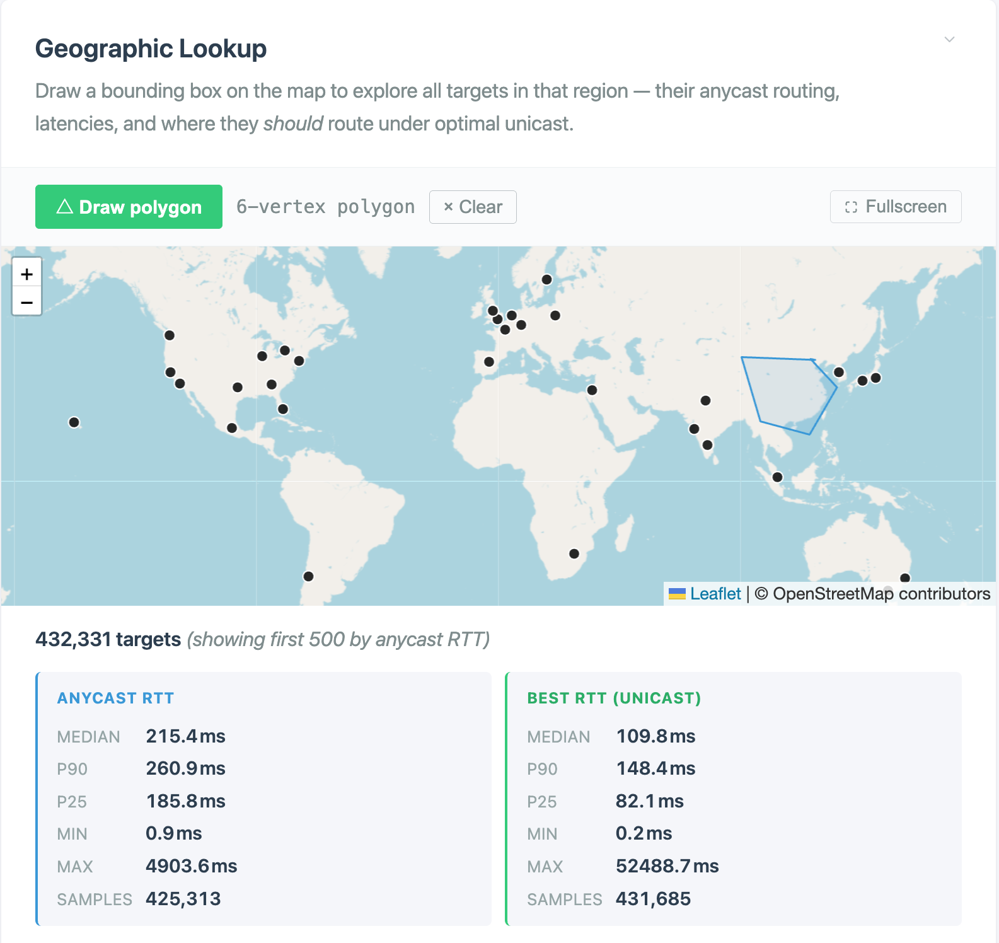 Geographic Lookup
Draw a bounding box on the map to explore all targets in that region — their anycast routing,
latencies, and where they should route under optimal unicast.
△ Draw polygon 6-vertex polygon × Clear Fullscreen
+
−
Leaflet | © OpenStreetMap contributors
432,331 targets (showing first 500 by anycast RTT)
ANYCAST RTT
MEDIAN 215.4ms
P90 260.9ms
P25 185.8ms
MIN 0.9ms
MAX 4903.6ms
SAMPLES 425,313
BEST RTT (UNICAST)
MEDIAN 109.8ms
P90 148.4ms
P25 82.1ms
MIN 0.2ms
MAX 52488.7ms
SAMPLES 431,685